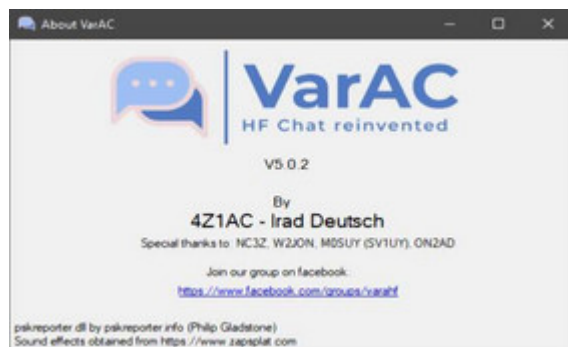 About VarAC
VarAC
HF Chat reinvented
V5.0.2
By
4Z1AC - Irad Deutsch
Special thanks to: NC3Z, W2JON, M0SUY (SV1UY), ON2AD
Join our group on facebook:
https://www.facebook.com/groups/varahf
pskreporter dll by pskreporter.info (Philip Gladstone)
Sound effects obtained from https://www.zapsplat.com